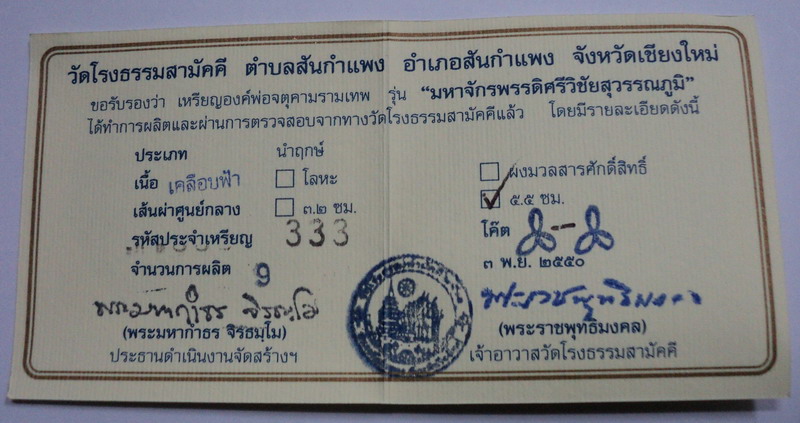 วัดโรงธรรมสามัคคี ตำบลสันกำแพง อำเภอสันกำแพง จังหวัดเชียงใหม่
ขอรับรองว่า เหรียญองค์พ่อจตุคามรามเทพ รุ่น “มหาจักรพรรดิศรีวิชัยสุวรรณภูมิ”
ได้ทำการผลิตและผ่านการตรวจสอบจากทางวัดโรงธรรมสามัคคีแล้ว โดยมีรายละเอียดดังนี้
ประเภท นำฤกษ์
เนื้อ เคลือบฟ้า โลหะ ผงมวลสารศักดิ์สิทธิ์
เส้นผ่าศูนย์กลาง ๓.๒ ซม. ๕.๕ ซม.
รหัสประจำเหรียญ 333 โค๊ต
จำนวนการผลิต 9 ๓ พ.ย. ๒๕๕๐
พระมหากำธร จิรธมฺโม
(พระมหากำธร จิรธมฺโม) (พระราชพุทธิมงคล)
ประธานดำเนินงานจัดสร้างฯ เจ้าอาวาสวัดโรงธรรมสามัคคี